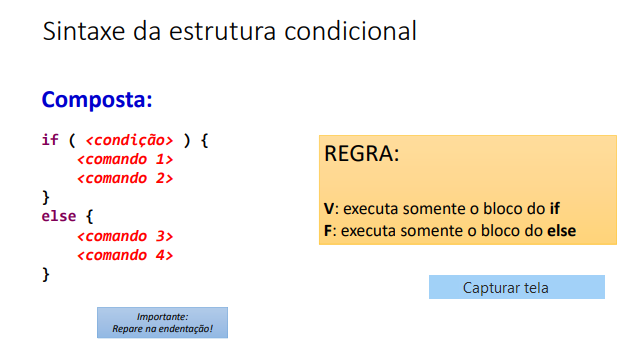 Sintaxe da estrutura condicional
Composta:
if ( <condição> ) {
<comando 1>
<comando 2>
}
else {
<comando 3>
<comando 4>
}
REGRA:
V: executa somente o bloco do if
F: executa somente o bloco do else
Capturar tela
Importante:
Repare na endentação!